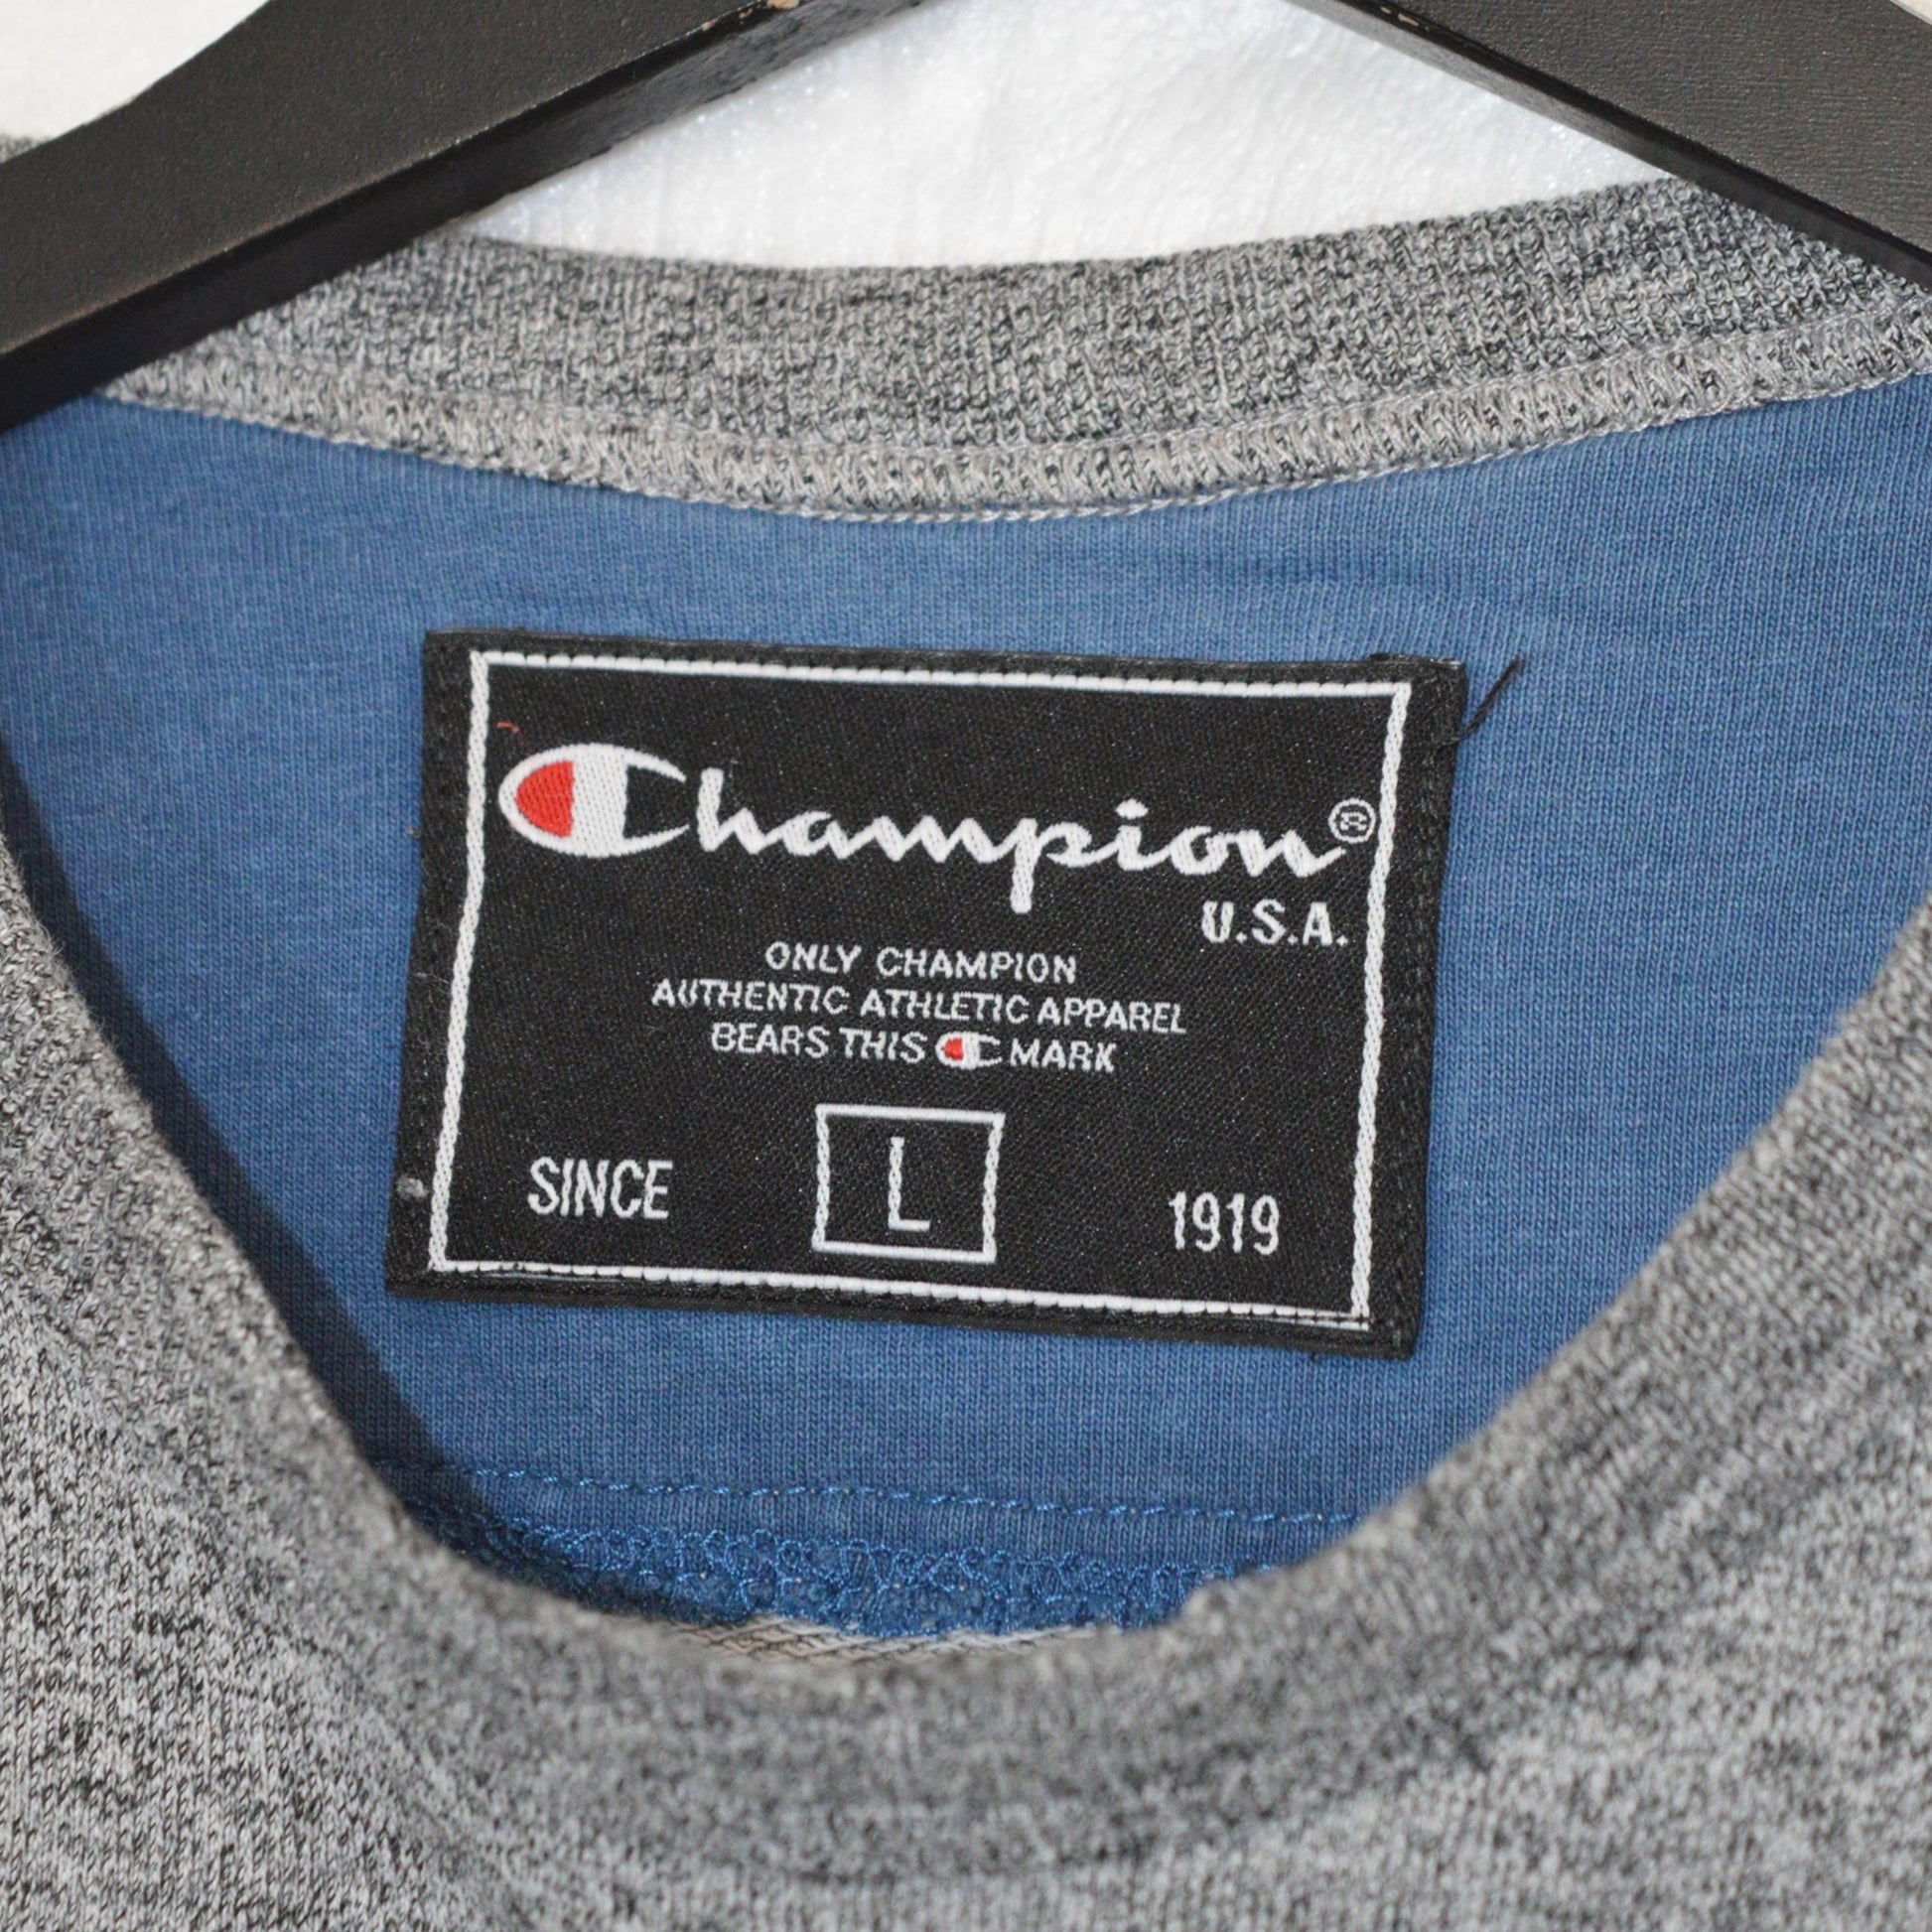 Champion®
U.S.A.
ONLY CHAMPION
AUTHENTIC ATHLETIC APPAREL
BEARS THIS C MARK
L
SINCE 1919